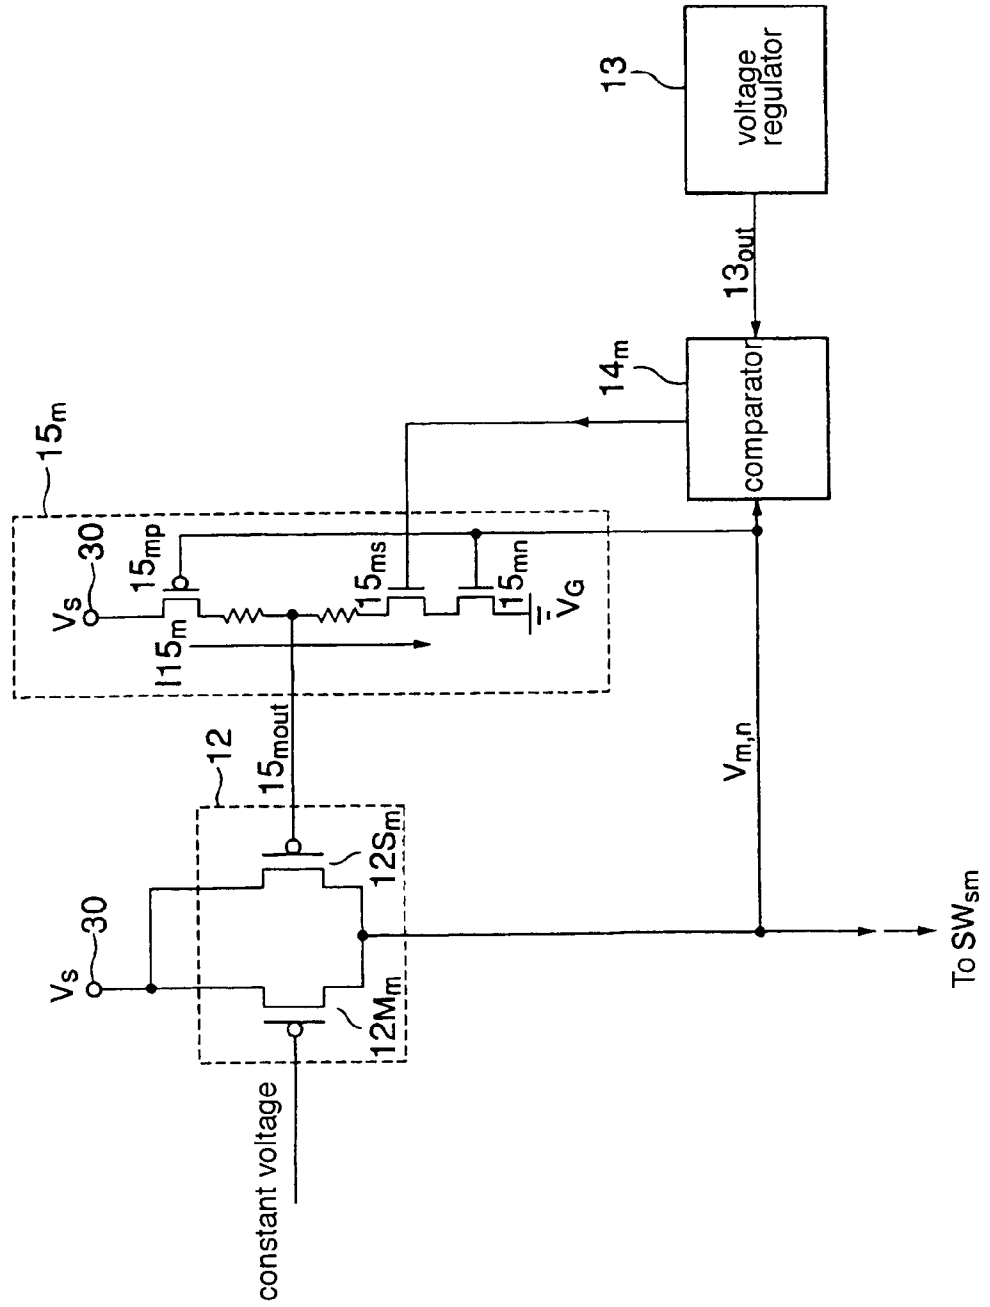 15m
Vs 30
15mp
I15m
15ms
15mn
VG
12
15mout
Vs 30
12Mm
12Sm
constant voltage
Vm,n
14m
comparator
13out
13
voltage
regulator
To SWsm